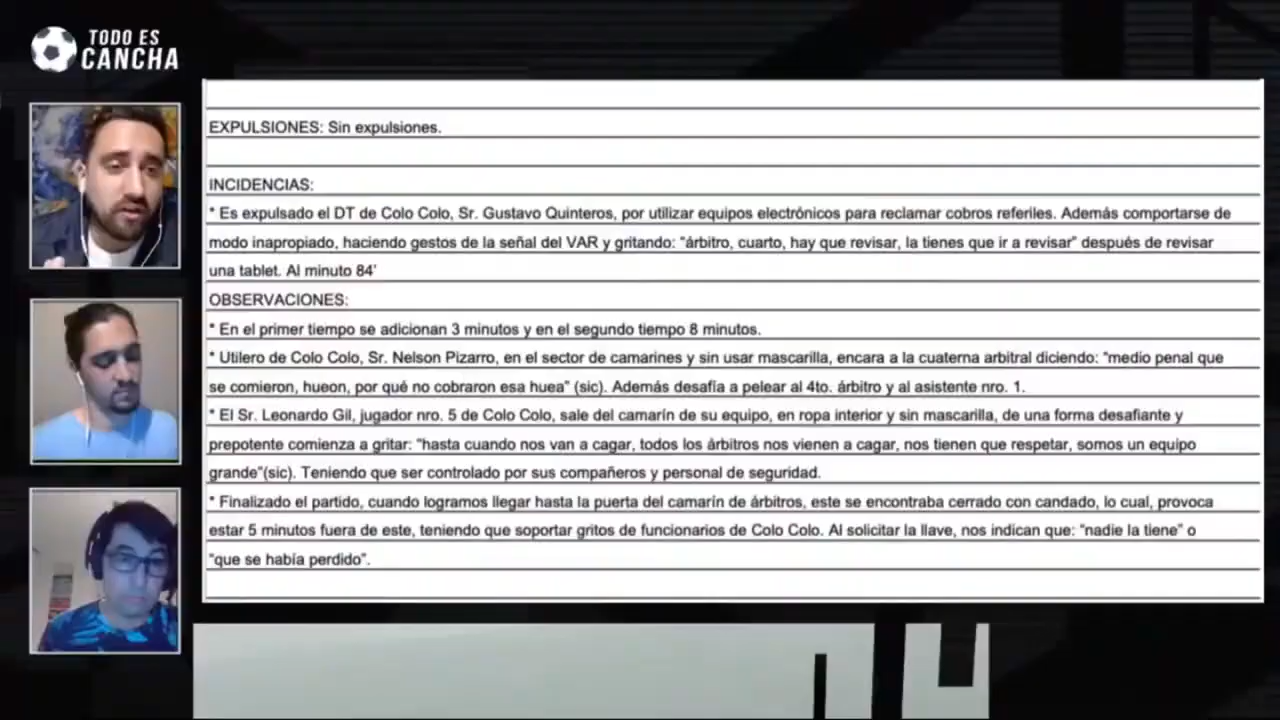 TODO ES
CANCHA
EXPULSIONES: Sin expulsiones.
INCIDENCIAS:
* Es expulsado el DT de Colo Colo, Sr. Gustavo Quinteros, por utilizar equipos electrónicos para reclamar cobros referiles. Además comportarse de
modo inapropiado, haciendo gestos de la señal del VAR y gritando: "árbitro, cuarto, hay que revisar, la tienes que ir a revisar" después de revisar
una tablet. Al minuto 84'
OBSERVACIONES:
* En el primer tiempo se adicionan 3 minutos y en el segundo tiempo 8 minutos.
* Utilero de Colo Colo, Sr. Nelson Pizarro, en el sector de camarines y sin usar mascarilla, encara a la cuaterna arbitral diciendo: "medio penal que
se comieron, hueon, por qué no cobraron esa huea" (sic). Además desafía a pelear al 4to. árbitro y al asistente nro. 1.
* El Sr. Leonardo Gil, jugador nro. 5 de Colo Colo, sale del camarín de su equipo, en ropa interior y sin mascarilla, de una forma desafiante y
prepotente comienza a gritar: "hasta cuando nos van a cagar, todos los árbitros nos vienen a cagar, nos tienen que respetar, somos un equipo
grande"(sic). Teniendo que ser controlado por sus compañeros y personal de seguridad.
* Finalizado el partido, cuando logramos llegar hasta la puerta del camarín de árbitros, este se encontraba cerrado con candado, lo cual, provoca
estar 5 minutos fuera de este, teniendo que soportar gritos de funcionarios de Colo Colo. Al solicitar la llave, nos indican que: "nadie la tiene" o
"que se había perdido".